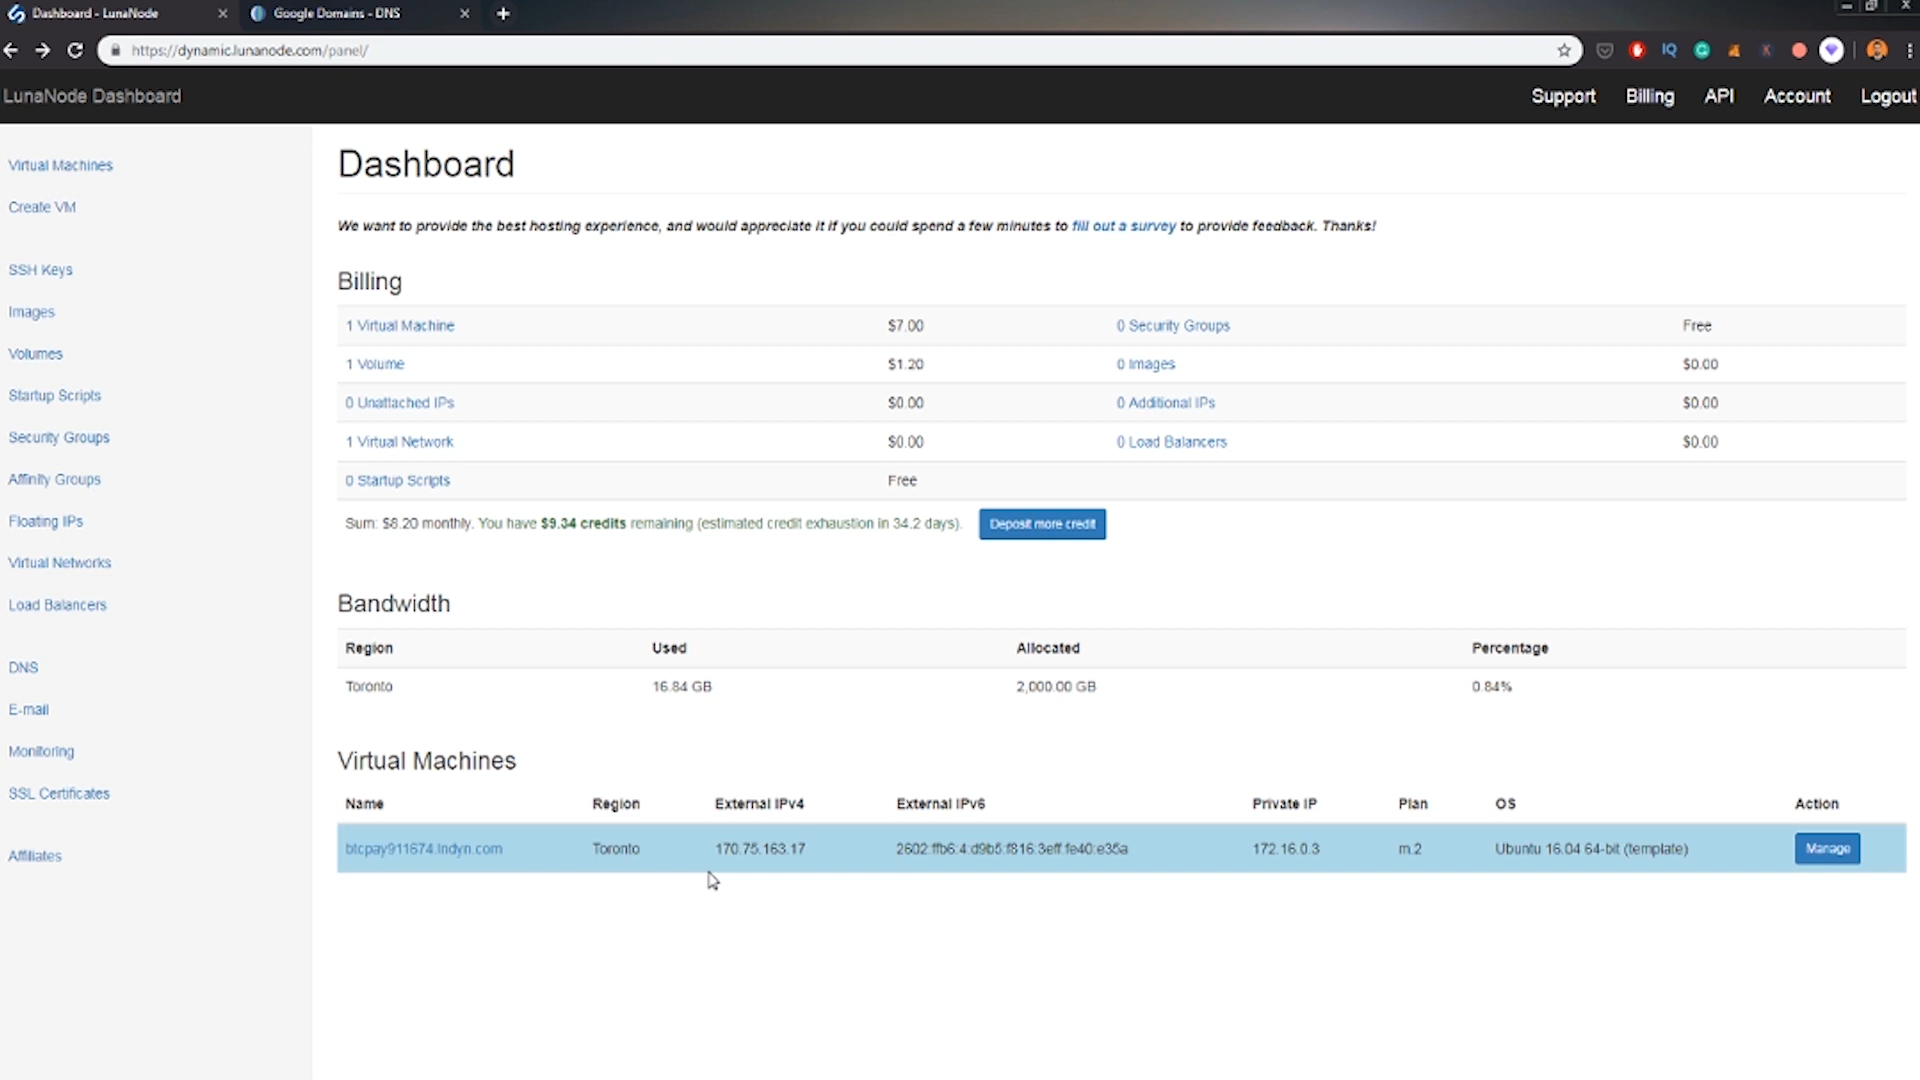 Dashboard - LunaNode
Google Domains - DNS
https://dynamic.lunanode.com/panel/
LunaNode Dashboard
Support Billing API Account Logout
Virtual Machines
Create VM
SSH Keys
Images
Volumes
Startup Scripts
Security Groups
Affinity Groups
Floating IPs
Virtual Networks
Load Balancers
DNS
E-mail
Monitoring
SSL Certificates
Affiliates
Dashboard
We want to provide the best hosting experience, and would appreciate it if you could spend a few minutes to fill out a survey to provide feedback. Thanks!
Billing
1 Virtual Machine $7.00 0 Security Groups Free
1 Volume $1.20 0 Images $0.00
0 Unattached IPs $0.00 0 Additional IPs $0.00
1 Virtual Network $0.00 0 Load Balancers $0.00
0 Startup Scripts Free
Sum: $8.20 monthly. You have $9.34 credits remaining (estimated credit exhaustion in 34.2 days). Deposit more credit
Bandwidth
Region Used Allocated Percentage
Toronto 16.84 GB 2,000.00 GB 0.84%
Virtual Machines
Name Region External IPv4 External IPv6 Private IP Plan OS Action
btcpay911674.lndyn.com Toronto 170.75.163.17 2602:ffb6:4:d9b5:f816:3eff:fe40:e35a 172.16.0.3 m.2 Ubuntu 16.04 64-bit (template) Manage